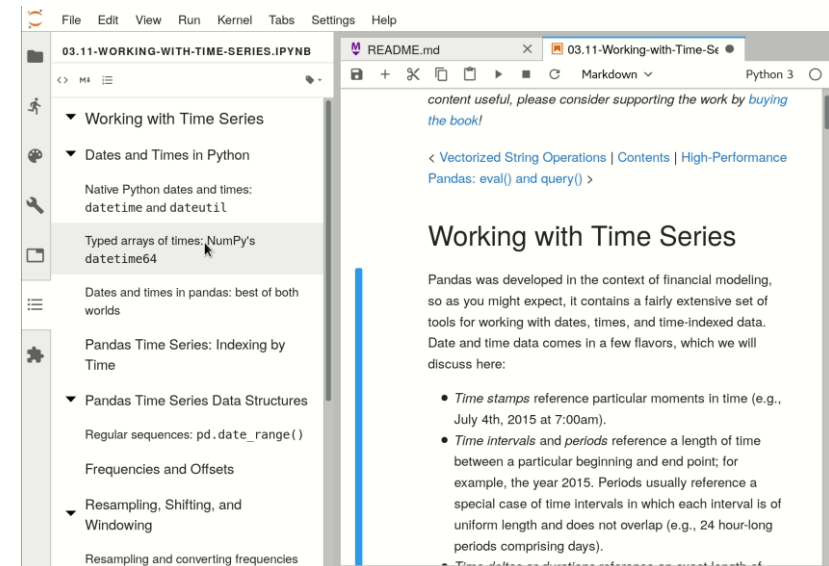 File Edit View Run Kernel Tabs Settings Help
03.11-WORKING-WITH-TIME-SERIES.IPYNB
Working with Time Series
Dates and Times in Python
Native Python dates and times:
datetime and dateutil
Typed arrays of times: NumPy's
datetime64
Dates and times in pandas: best of both
worlds
Pandas Time Series: Indexing by
Time
Pandas Time Series Data Structures
Regular sequences: pd.date_range()
Frequencies and Offsets
Resampling, Shifting, and
Windowing
Resampling and converting frequencies
README.md
03.11-Working-with-Time-Se
Markdown
Python 3
content useful, please consider supporting the work by buying
the book!
< Vectorized String Operations | Contents | High-Performance
Pandas: eval() and query() >
Working with Time Series
Pandas was developed in the context of financial modeling,
so as you might expect, it contains a fairly extensive set of
tools for working with dates, times, and time-indexed data.
Date and time data comes in a few flavors, which we will
discuss here:
● Time stamps reference particular moments in time (e.g.,
July 4th, 2015 at 7:00am).
● Time intervals and periods reference a length of time
between a particular beginning and end point; for
example, the year 2015. Periods usually reference a
special case of time intervals in which each interval is of
uniform length and does not overlap (e.g., 24 hour-long
periods comprising days).